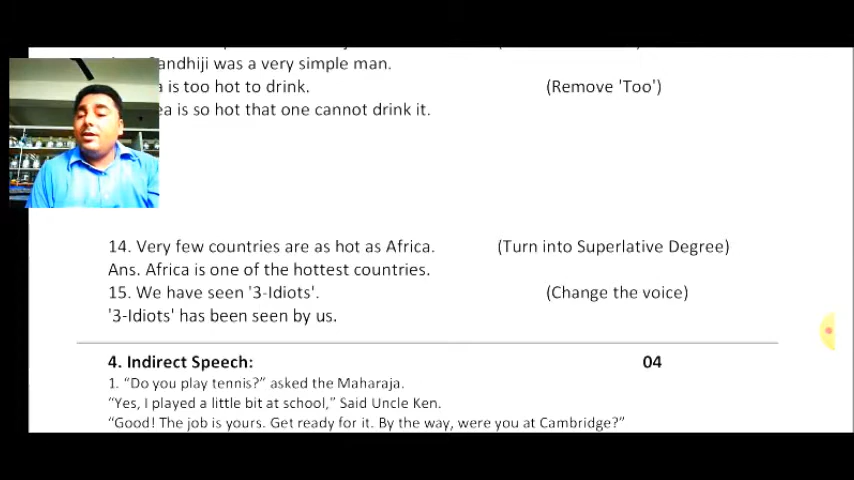 andhiji was a very simple man.
is too hot to drink. (Remove 'Too')
ea is so hot that one cannot drink it.
14. Very few countries are as hot as Africa. (Turn into Superlative Degree)
Ans. Africa is one of the hottest countries.
15. We have seen '3-Idiots'. (Change the voice)
'3-Idiots' has been seen by us.
4. Indirect Speech: 04
1. “Do you play tennis?” asked the Maharaja.
“Yes, I played a little bit at school,” Said Uncle Ken.
“Good! The job is yours. Get ready for it. By the way, were you at Cambridge?”